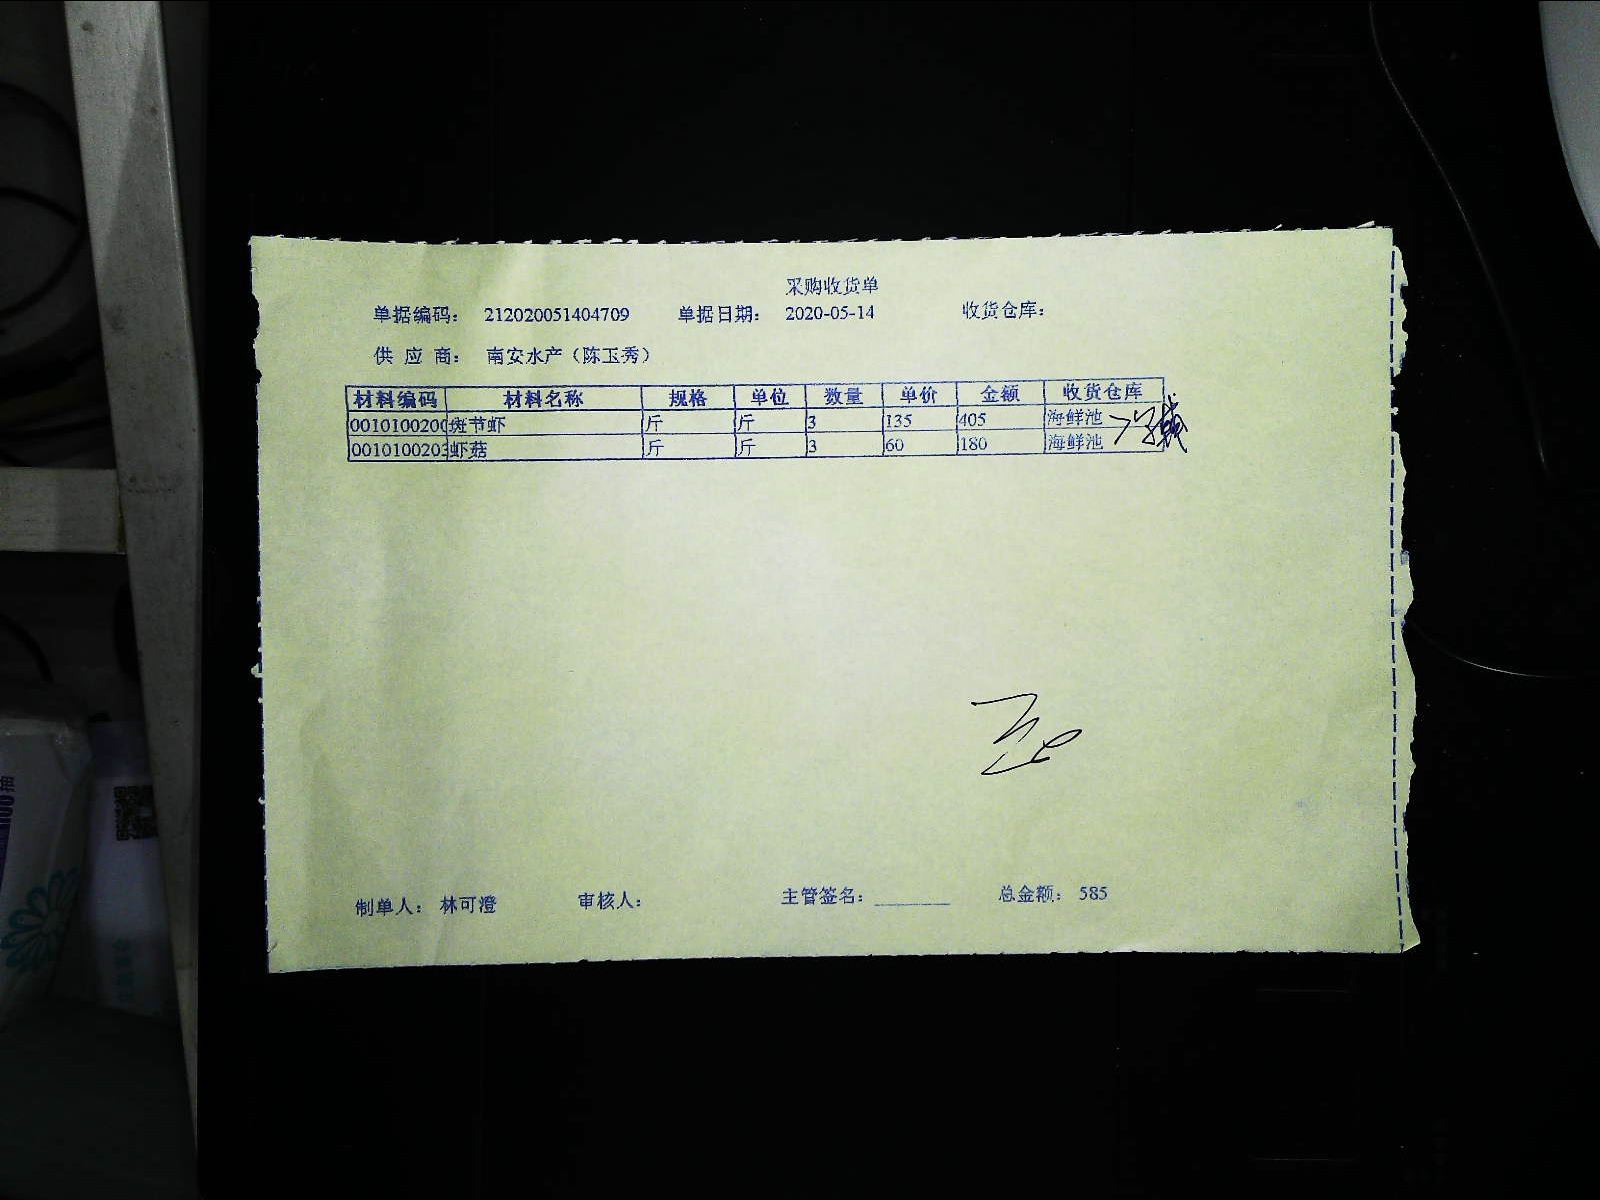 采购收货单
单据编码： 212020051404709 单据日期： 2020-05-14 收货仓库：
供 应 商： 南安水产（陈玉秀）
材料编码 材料名称 规格 单位 数量 单价 金额 收货仓库
0010100200 斑节虾 斤 斤 3 135 405 海鲜池
0010100203 虾菇 斤 斤 3 60 180 海鲜池
制单人： 林可澄 审核人： 主管签名： 总金额： 585